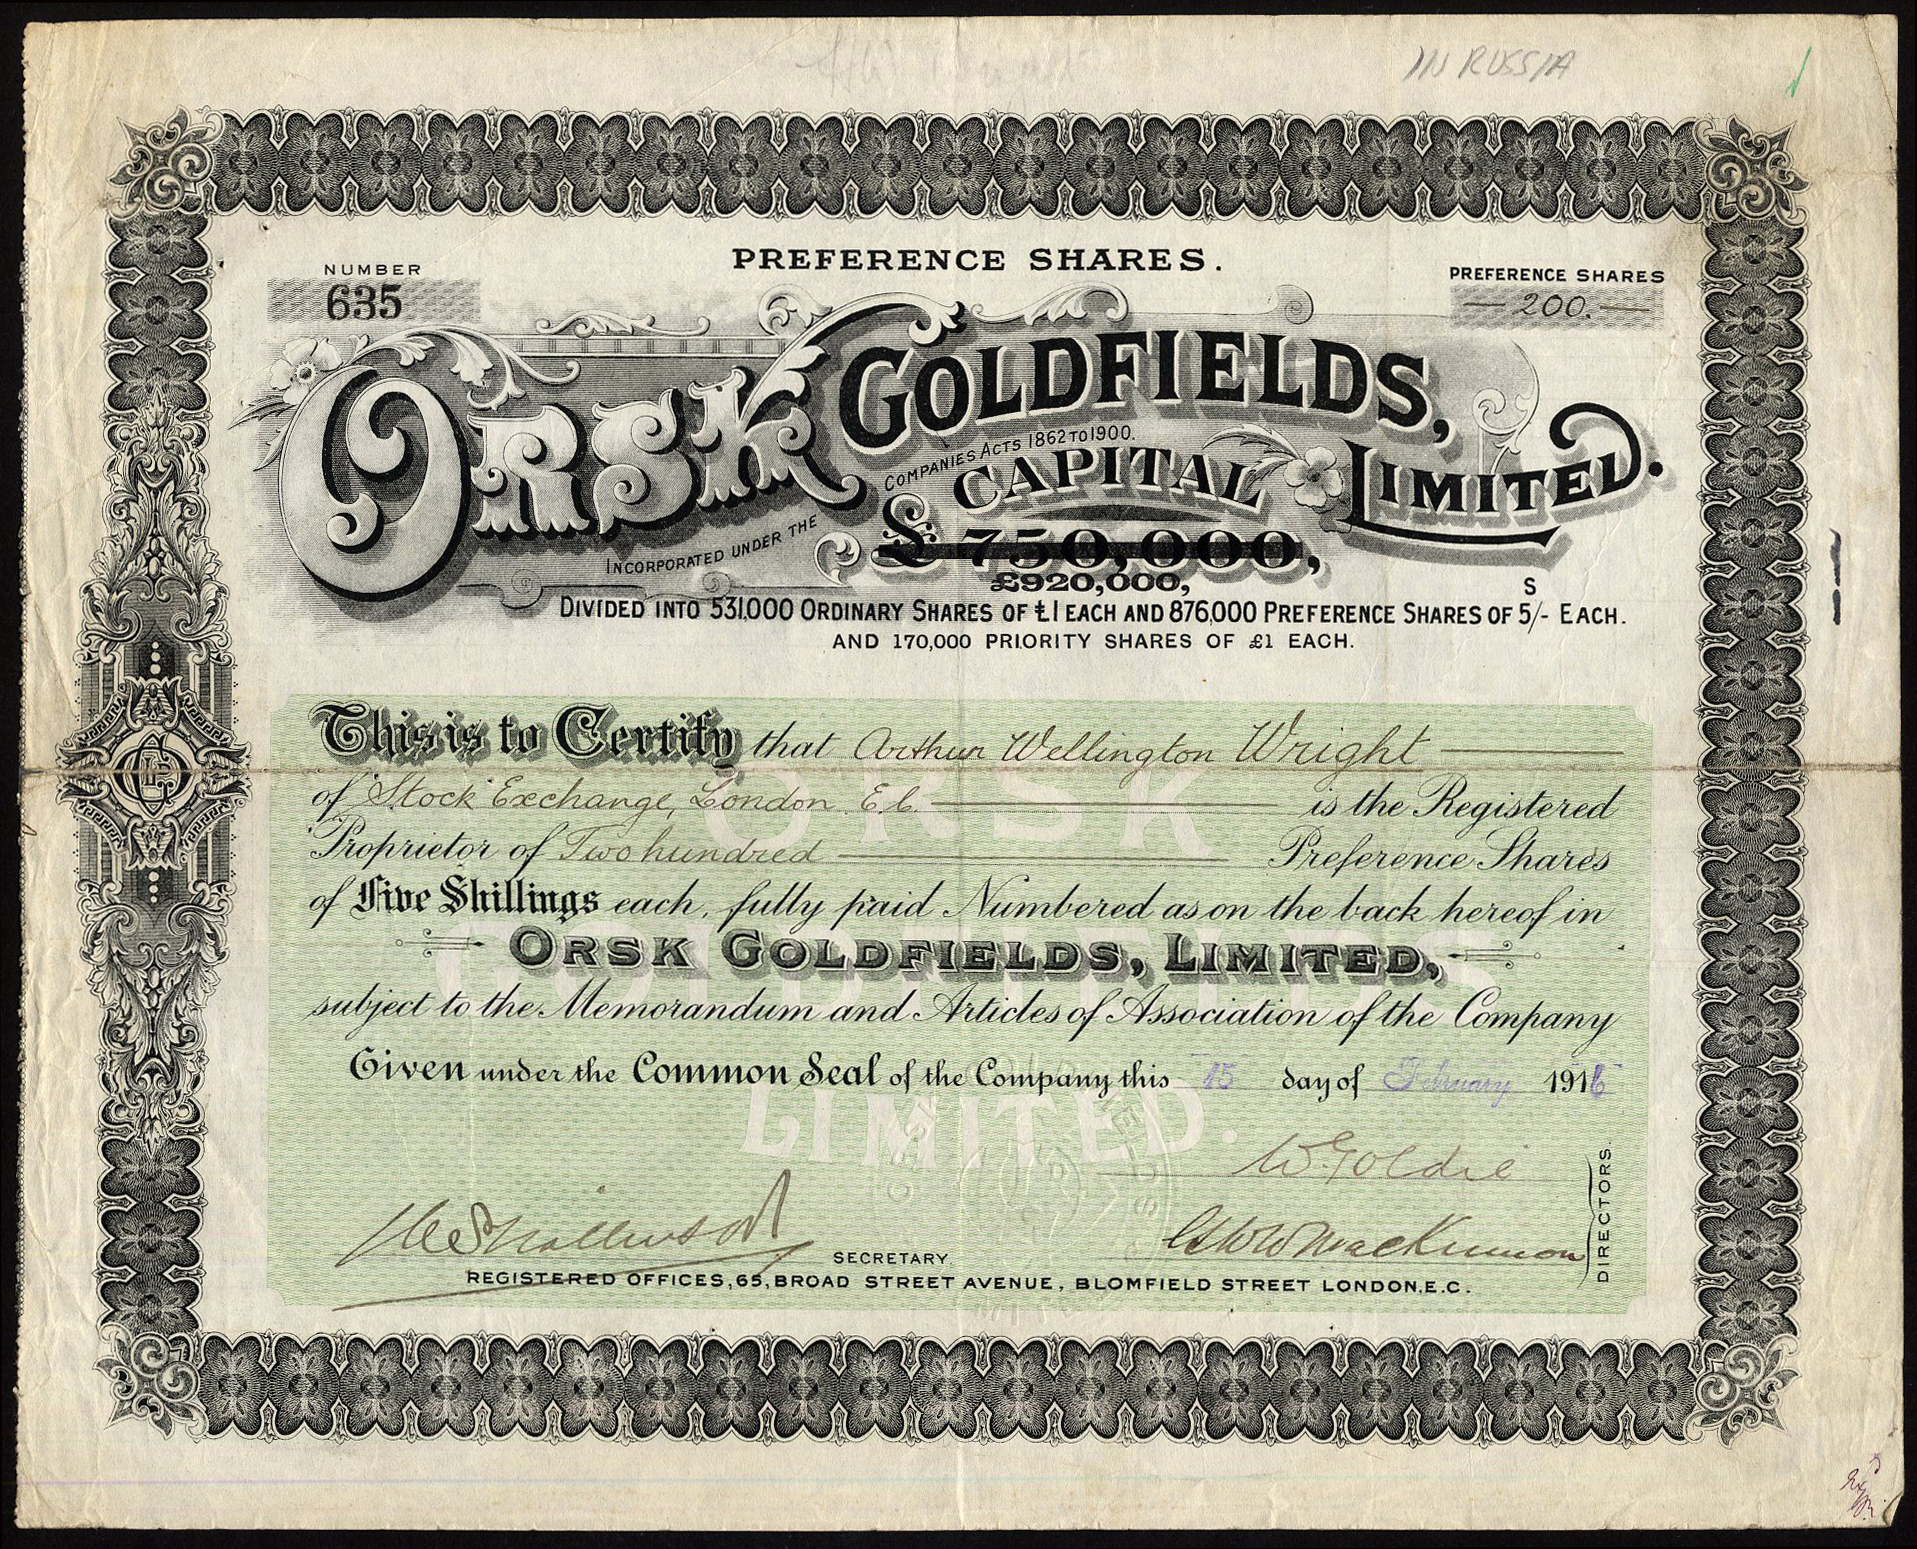 IN RUSSIA
PREFERENCE SHARES.
NUMBER
635
PREFERENCE SHARES
200.
ORSK GOLDFIELDS, LIMITED.
INCORPORATED UNDER THE COMPANIES ACTS 1862 TO 1900.
CAPITAL
£750,000,
£920,000,
S
DIVIDED INTO 531,000 ORDINARY SHARES OF £1 EACH AND 876,000 PREFERENCE SHARES OF 5/- EACH.
AND 170,000 PRIORITY SHARES OF £1 EACH.
This is to Certify that Arthur Wellington Wright
of Stock Exchange, London E.C. is the Registered
Proprietor of Two hundred Preference Shares
of Five Shillings each, fully paid Numbered as on the back hereof in
ORSK GOLDFIELDS, LIMITED,
subject to the Memorandum and Articles of Association of the Company
Given under the Common Seal of the Company this 15 day of February 1916
ORSK
GOLDFIELDS
LIMITED.
W. Goldie
MacKinnon
DIRECTORS.
SECRETARY.
REGISTERED OFFICES, 65, BROAD STREET AVENUE, BLOMFIELD STREET LONDON. E.C.